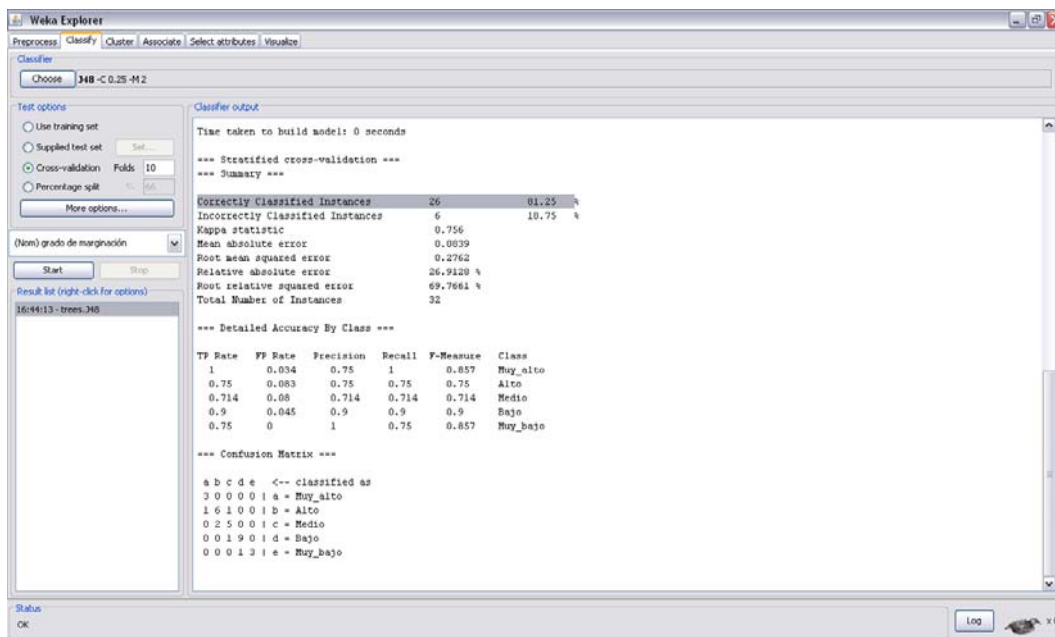 Weka Explorer
Preprocess Classify Cluster Associate Select attributes Visualize
Classifier
Choose J48 -C 0.25 -M 2
Test options
Use training set
Supplied test set Set...
Cross-validation Folds 10
Percentage split % 66
More options...
(Nom) grado de marginación
Start Stop
Result list (right-click for options)
16:44:13 - trees.J48
Classifier output
Time taken to build model: 0 seconds
=== Stratified cross-validation ===
=== Summary ===
Correctly Classified Instances 26 81.25 %
Incorrectly Classified Instances 6 18.75 %
Kappa statistic 0.756
Mean absolute error 0.0839
Root mean squared error 0.2762
Relative absolute error 26.9128 %
Root relative squared error 69.7661 %
Total Number of Instances 32
=== Detailed Accuracy By Class ===
TP Rate FP Rate Precision Recall F-Measure Class
1 0.034 0.75 1 0.857 Muy_alto
0.75 0.083 0.75 0.75 0.75 Alto
0.714 0.08 0.714 0.714 0.714 Medio
0.9 0.045 0.9 0.9 0.9 Bajo
0.75 0 1 0.75 0.857 Muy_bajo
=== Confusion Matrix ===
a b c d e <-- classified as
3 0 0 0 0 | a = Muy_alto
1 6 1 0 0 | b = Alto
0 2 5 0 0 | c = Medio
0 0 1 9 0 | d = Bajo
0 0 0 1 3 | e = Muy_bajo
Status
OK
Log